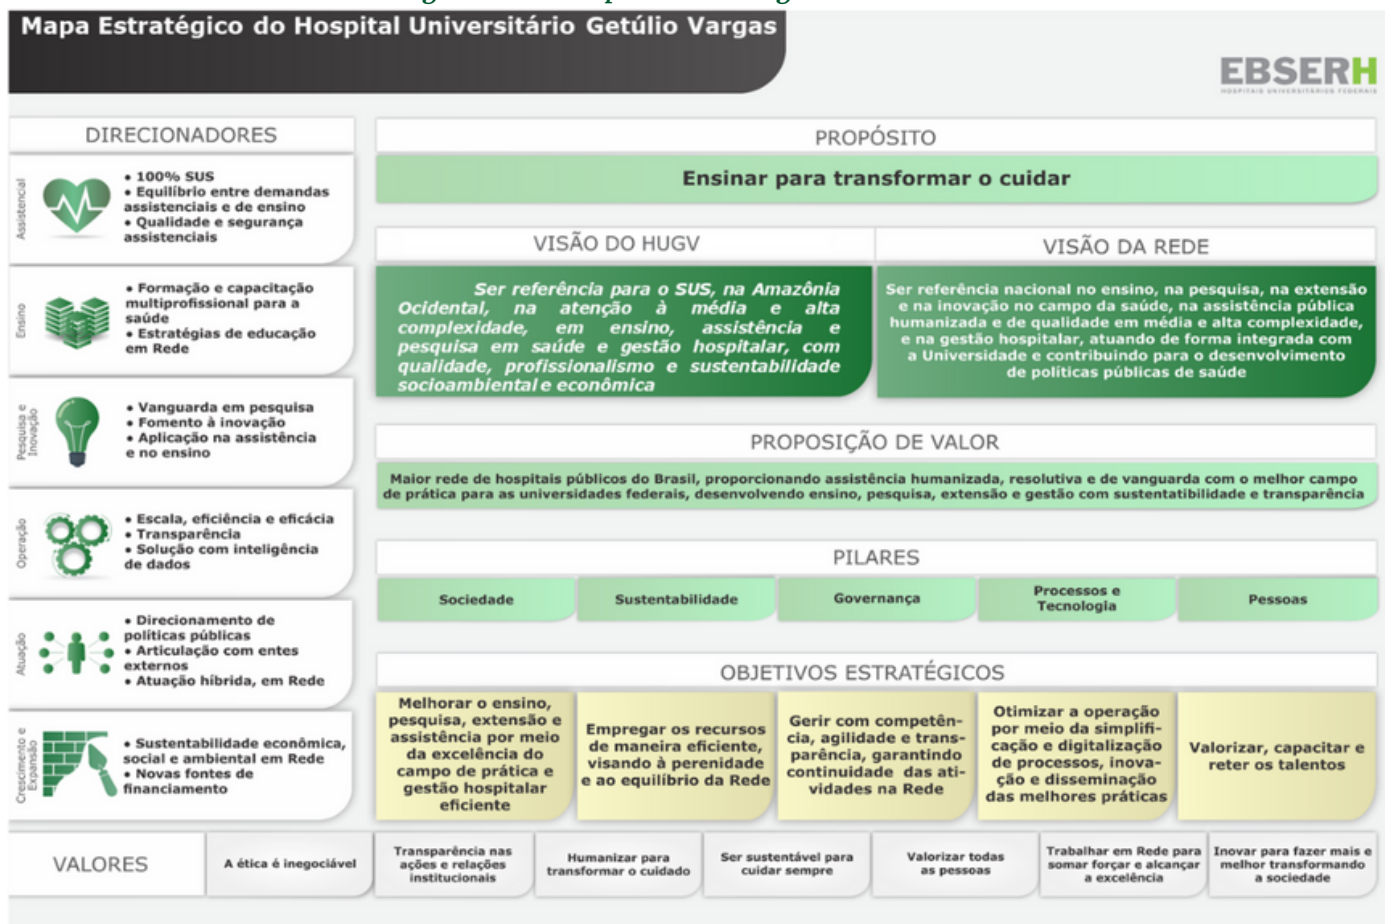 Mapa Estratégico do Hospital Universitário Getúlio Vargas
EBSERH
HOSPITAIS UNIVERSITÁRIOS FEDERAIS
DIRECIONADORES
Assistencial
• 100% SUS
• Equilíbrio entre demandas
assistenciais e de ensino
• Qualidade e segurança
assistenciais
Ensino
• Formação e capacitação
multiprofissional para a
saúde
• Estratégias de educação
em Rede
Pesquisa e
Inovação
• Vanguarda em pesquisa
• Fomento à inovação
• Aplicação na assistência
e no ensino
Operação
• Escala, eficiência e eficácia
• Transparência
• Solução com inteligência
de dados
Atuação
• Direcionamento de
políticas públicas
• Articulação com entes
externos
• Atuação híbrida, em Rede
Crescimento e
Expansão
• Sustentabilidade econômica,
social e ambiental em Rede
• Novas fontes de
financiamento
PROPÓSITO
Ensinar para transformar o cuidar
VISÃO DO HUGV
Ser referência para o SUS, na Amazônia
Ocidental, na atenção à média e alta
complexidade, em ensino, assistência e
pesquisa em saúde e gestão hospitalar, com
qualidade, profissionalismo e sustentabilidade
socioambiental e econômica
VISÃO DA REDE
Ser referência nacional no ensino, na pesquisa, na extensão
e na inovação no campo da saúde, na assistência pública
humanizada e de qualidade em média e alta complexidade,
e na gestão hospitalar, atuando de forma integrada com
a Universidade e contribuindo para o desenvolvimento
de políticas públicas de saúde
PROPOSIÇÃO DE VALOR
Maior rede de hospitais públicos do Brasil, proporcionando assistência humanizada, resolutiva e de vanguarda com o melhor campo
de prática para as universidades federais, desenvolvendo ensino, pesquisa, extensão e gestão com sustentatibilidade e transparência
PILARES
Sociedade
Sustentabilidade
Governança
Processos e
Tecnologia
Pessoas
OBJETIVOS ESTRATÉGICOS
Melhorar o ensino,
pesquisa, extensão e
assistência por meio
da excelência do
campo de prática e
gestão hospitalar
eficiente
Empregar os recursos
de maneira eficiente,
visando à perenidade
e ao equilíbrio da Rede
Gerir com competên-
cia, agilidade e trans-
parência, garantindo
continuidade das ati-
vidades na Rede
Otimizar a operação
por meio da simplifi-
cação e digitalização
de processos, inova-
ção e disseminação
das melhores práticas
Valorizar, capacitar e
reter os talentos
VALORES
A ética é inegociável
Transparência nas
ações e relações
institucionais
Humanizar para
transformar o cuidado
Ser sustentável para
cuidar sempre
Valorizar todas
as pessoas
Trabalhar em Rede para
somar forçar e alcançar
a excelência
Inovar para fazer mais e
melhor transformando
a sociedade